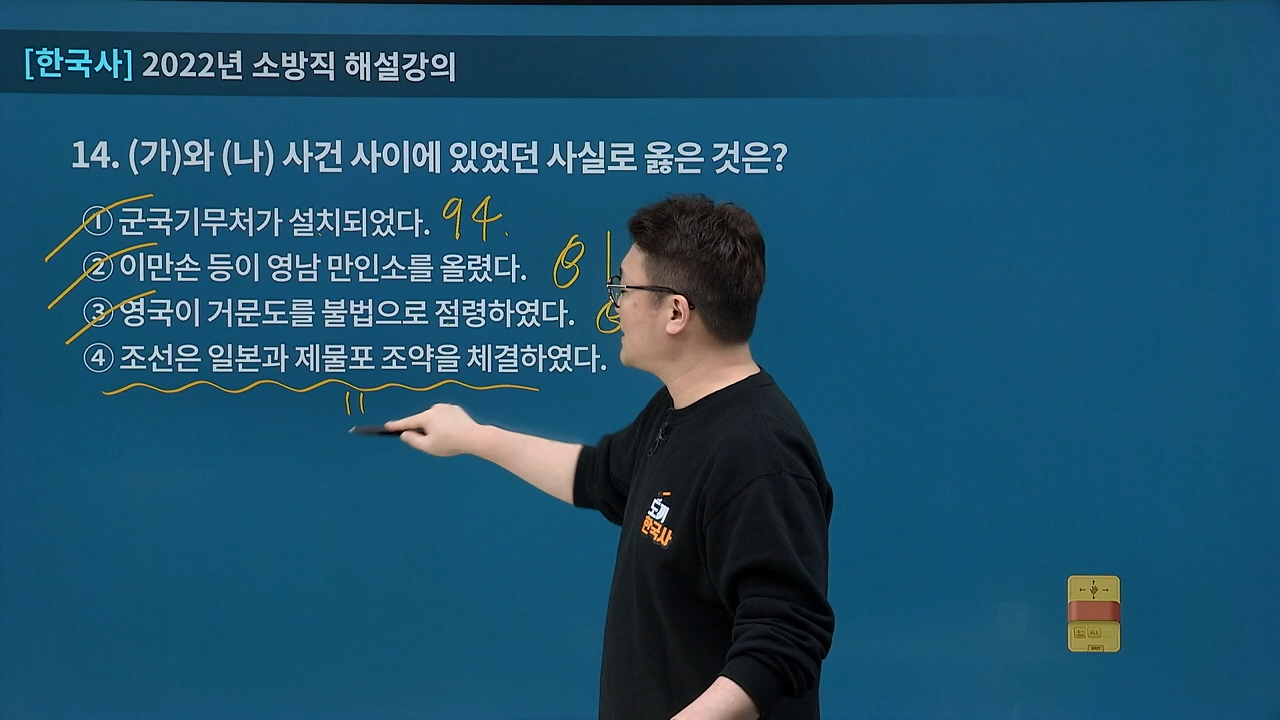 [한국사] 2022년 소방직 해설강의
14. (가)와 (나) 사건 사이에 있었던 사실로 옳은 것은?
① 군국기무처가 설치되었다. 94.
② 이만손 등이 영남 만인소를 올렸다. 81
③ 영국이 거문도를 불법으로 점령하였다.
④ 조선은 일본과 제물포 조약을 체결하였다.
한국사
ALL
EXIT